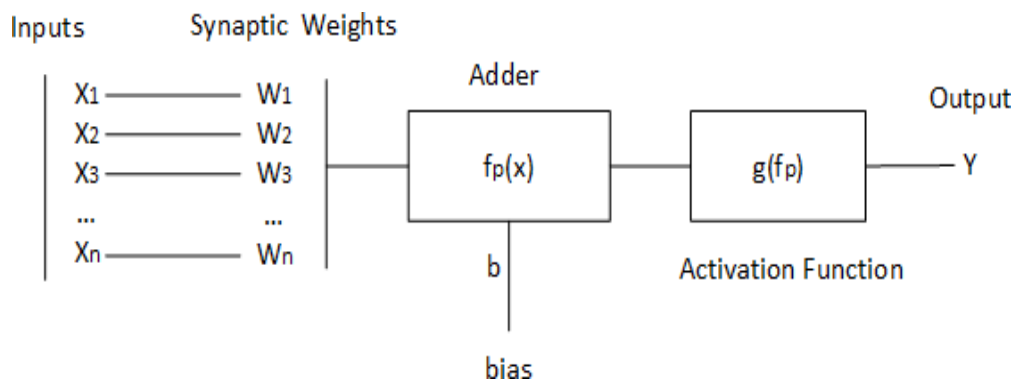 Inputs
Synaptic Weights
Adder
Output
X1 W1
X2 W2
X3 W3
... ...
Xn Wn
fp(x)
g(fp)
Y
b
Activation Function
bias